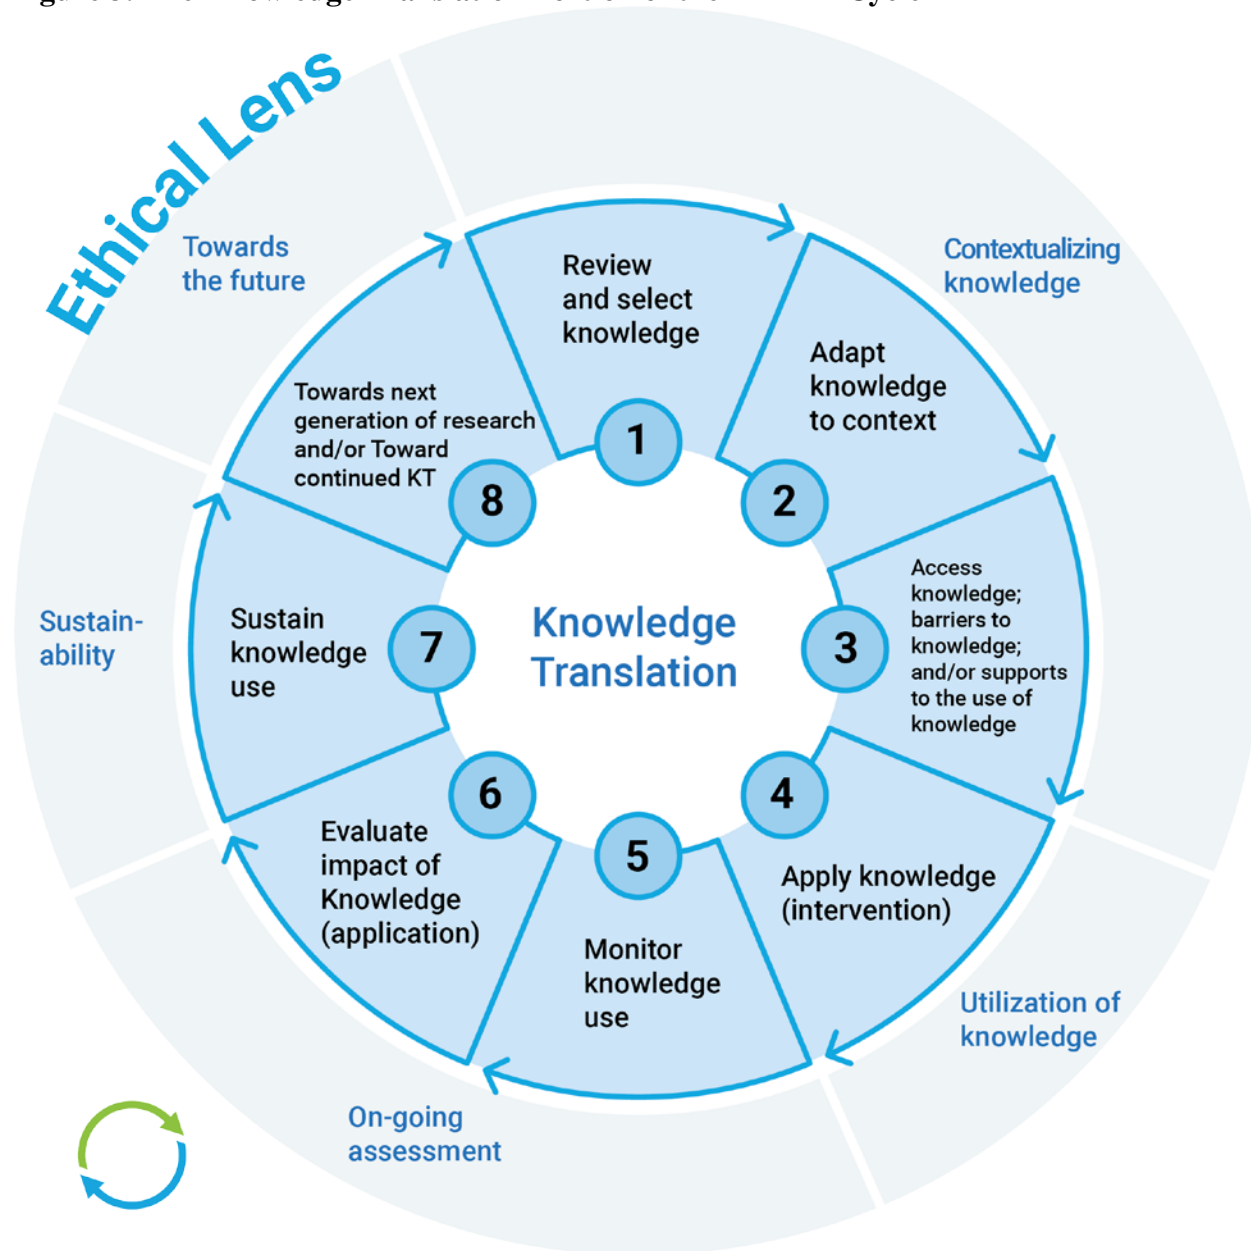 Ethical Lens
Towards
the future
Contextualizing
knowledge
Review
and select
knowledge
1
Adapt
knowledge
to context
2
Access
knowledge;
barriers to
knowledge;
and/or supports
to the use of
knowledge
3
Apply knowledge
(intervention)
4
Utilization of
knowledge
Monitor
knowledge
use
5
On-going
assessment
Evaluate
impact of
Knowledge
(application)
6
Sustain
knowledge
use
7
Sustain-
ability
Towards next
generation of research
and/or Toward
continued KT
8
Knowledge
Translation